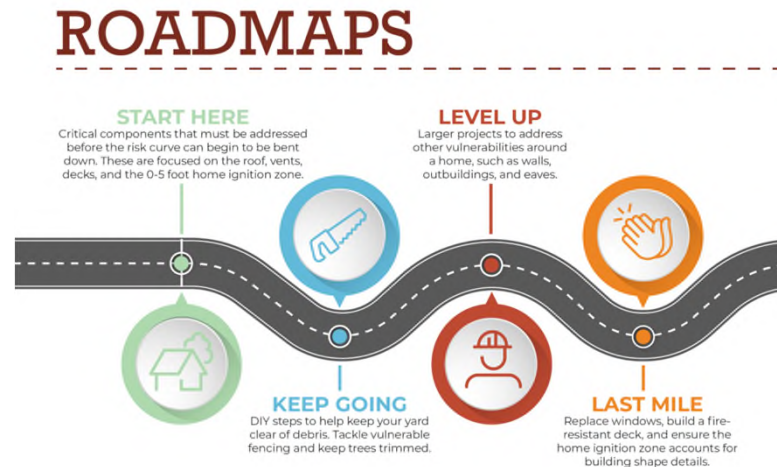 ROADMAPS
START HERE
Critical components that must be addressed
before the risk curve can begin to be bent
down. These are focused on the roof, vents,
decks, and the 0-5 foot home ignition zone.
LEVEL UP
Larger projects to address
other vulnerabilities around
a home, such as walls,
outbuildings, and eaves.
KEEP GOING
DIY steps to help keep your yard
clear of debris. Tackle vulnerable
fencing and keep trees trimmed.
LAST MILE
Replace windows, build a fire-
resistant deck, and ensure the
home ignition zone accounts for
building shape details.